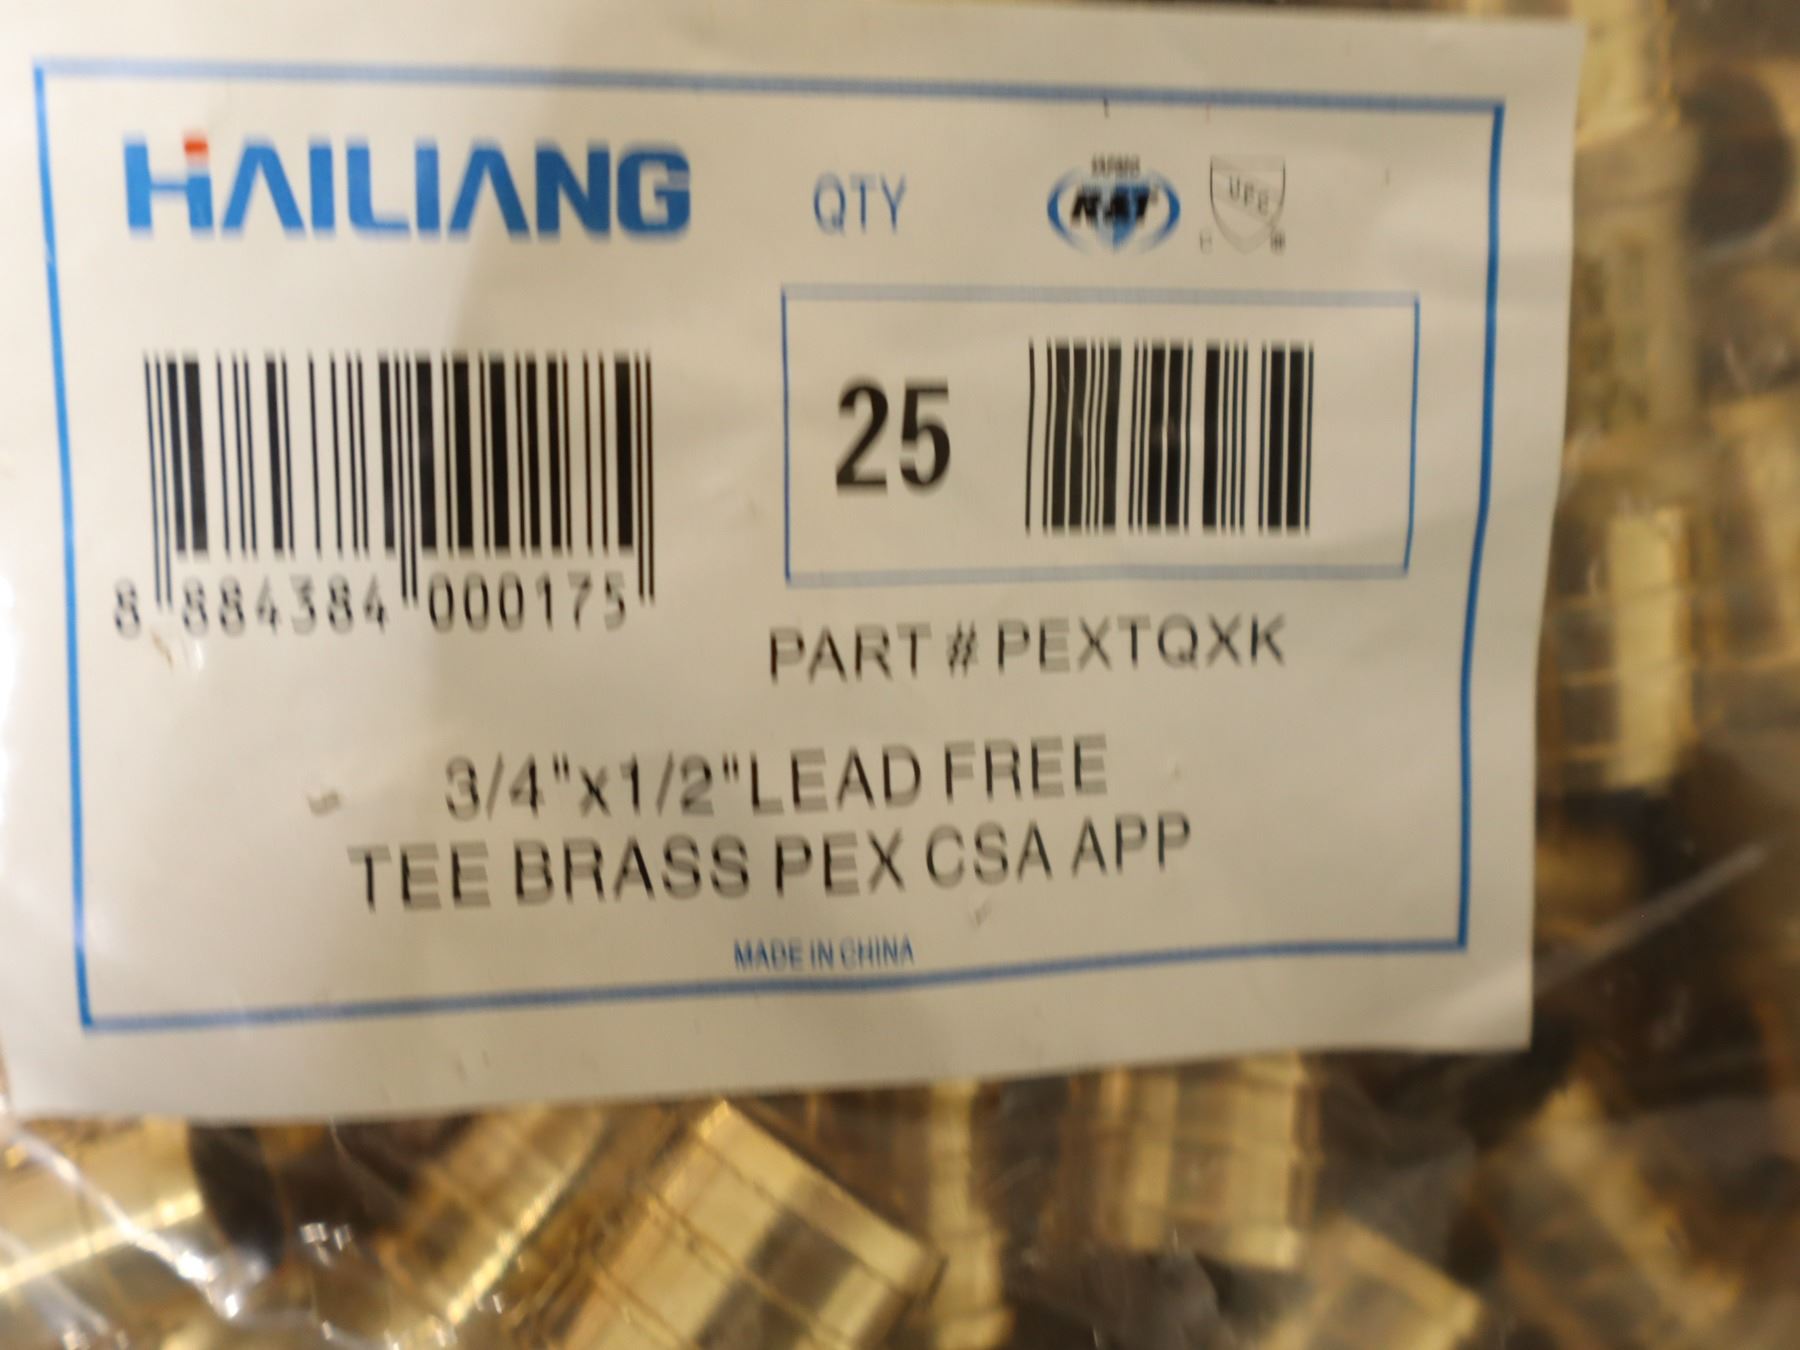 HAILIANG
QTY
25
8 884384 000175
PART # PEXTQXK
3/4"x1/2"LEAD FREE
TEE BRASS PEX CSA APP
MADE IN CHINA